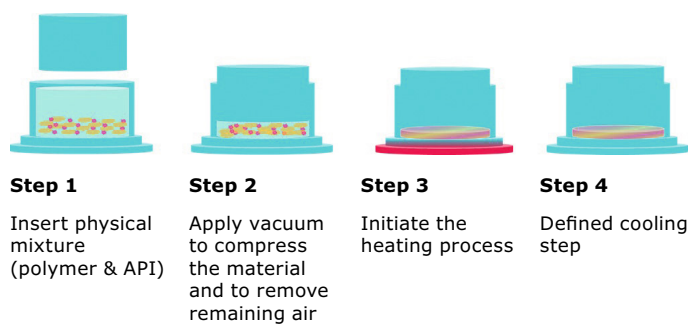 Step 1
Insert physical
mixture
(polymer & API)
Step 2
Apply vacuum
to compress
the material
and to remove
remaining air
Step 3
Initiate the
heating process
Step 4
Defined cooling
step